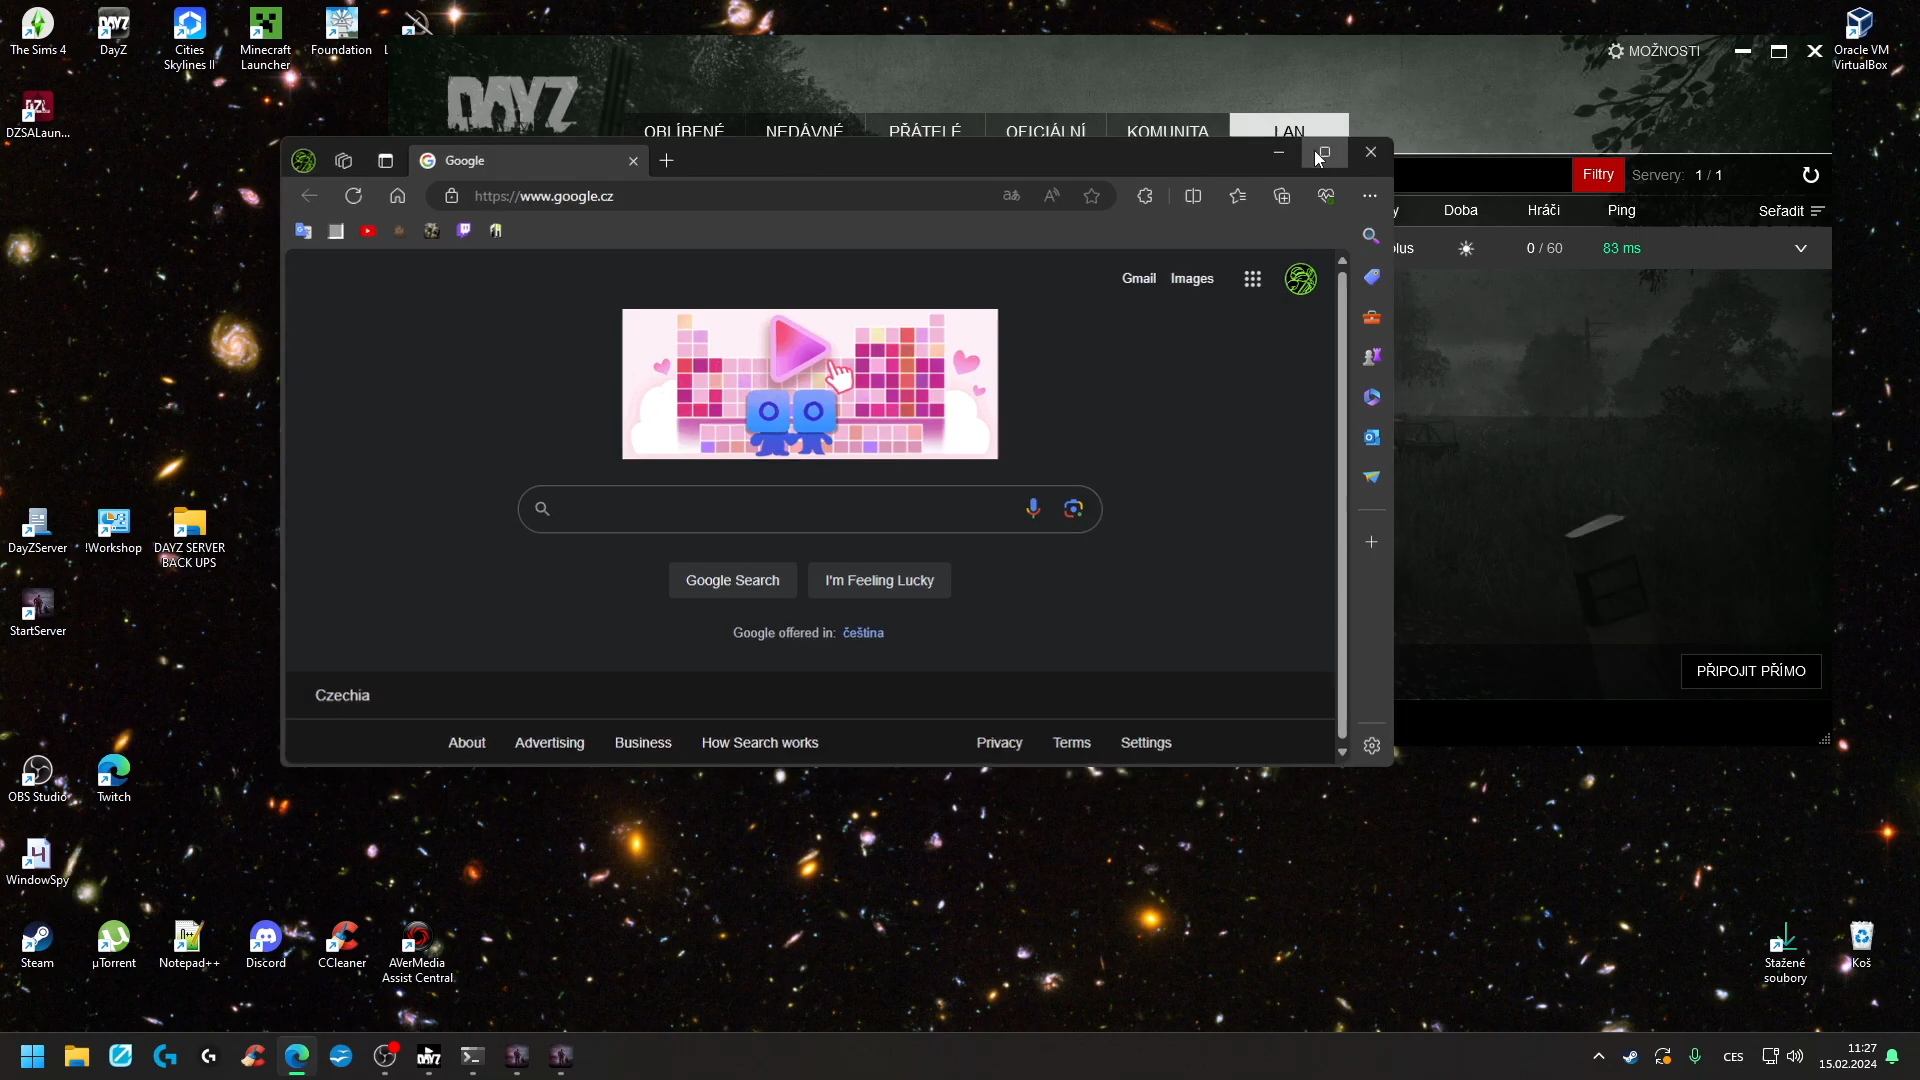 The Sims 4
DayZ
Cities
Skylines II
Minecraft
Launcher
Foundation
L
Oracle VM
VirtualBox
DZSALaun...
MOŽNOSTI
DAYZ
OBLÍBENÉ
NEDÁVNÉ
PŘÁTELÉ
OFICIÁLNÍ
KOMUNITA
LAN
Google
https://www.google.cz
Filtry
Servery: 1 / 1
y
Doba
Hráči
Ping
Seřadit
olus
0 / 60
83 ms
Gmail
Images
Google Search
I'm Feeling Lucky
Google offered in: čeština
Czechia
About
Advertising
Business
How Search works
Privacy
Terms
Settings
PŘIPOJIT PŘÍMO
DayZServer
!Workshop
DAYZ SERVER
BACK UPS
StartServer
OBS Studio
Twitch
WindowSpy
Steam
µTorrent
Notepad++
Discord
CCleaner
AVerMedia
Assist Central
Stažené
soubory
Koš
CES
11:27
15.02.2024